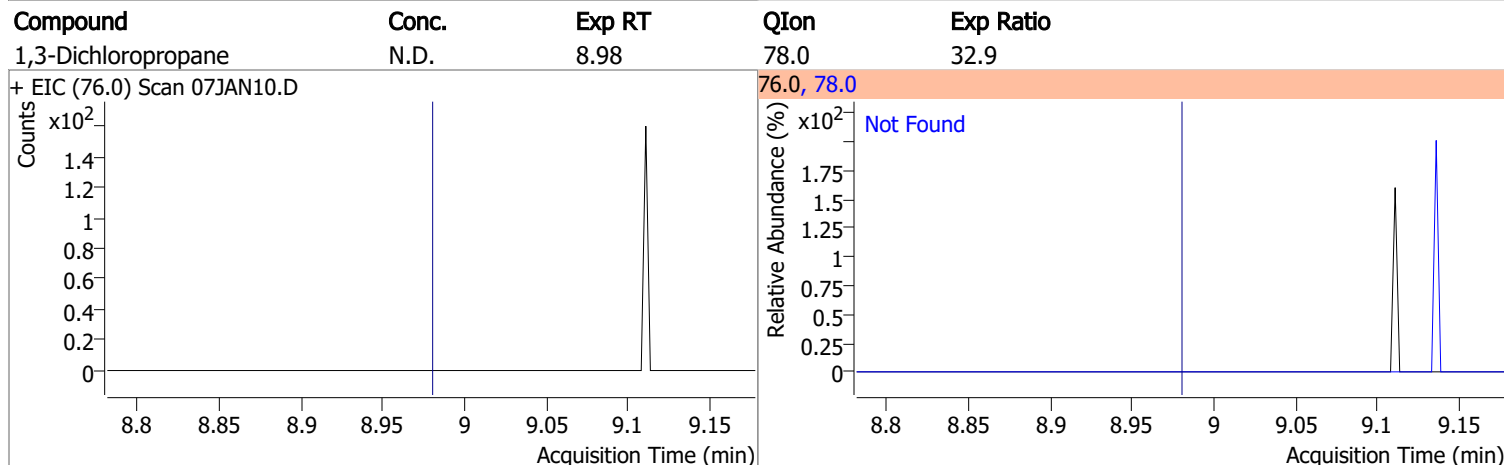 Compound Conc. Exp RT QIon Exp Ratio
1,3-Dichloropropane N.D. 8.98 78.0 32.9
+ EIC (76.0) Scan 07JAN10.D
Counts
x10²
1.4
1.2
1
0.8
0.6
0.4
0.2
0
8.8 8.85 8.9 8.95 9 9.05 9.1 9.15
Acquisition Time (min)
76.0, 78.0
Relative Abundance (%)
x10²
Not Found
1.75
1.5
1.25
1
0.75
0.5
0.25
0
8.8 8.85 8.9 8.95 9 9.05 9.1 9.15
Acquisition Time (min)